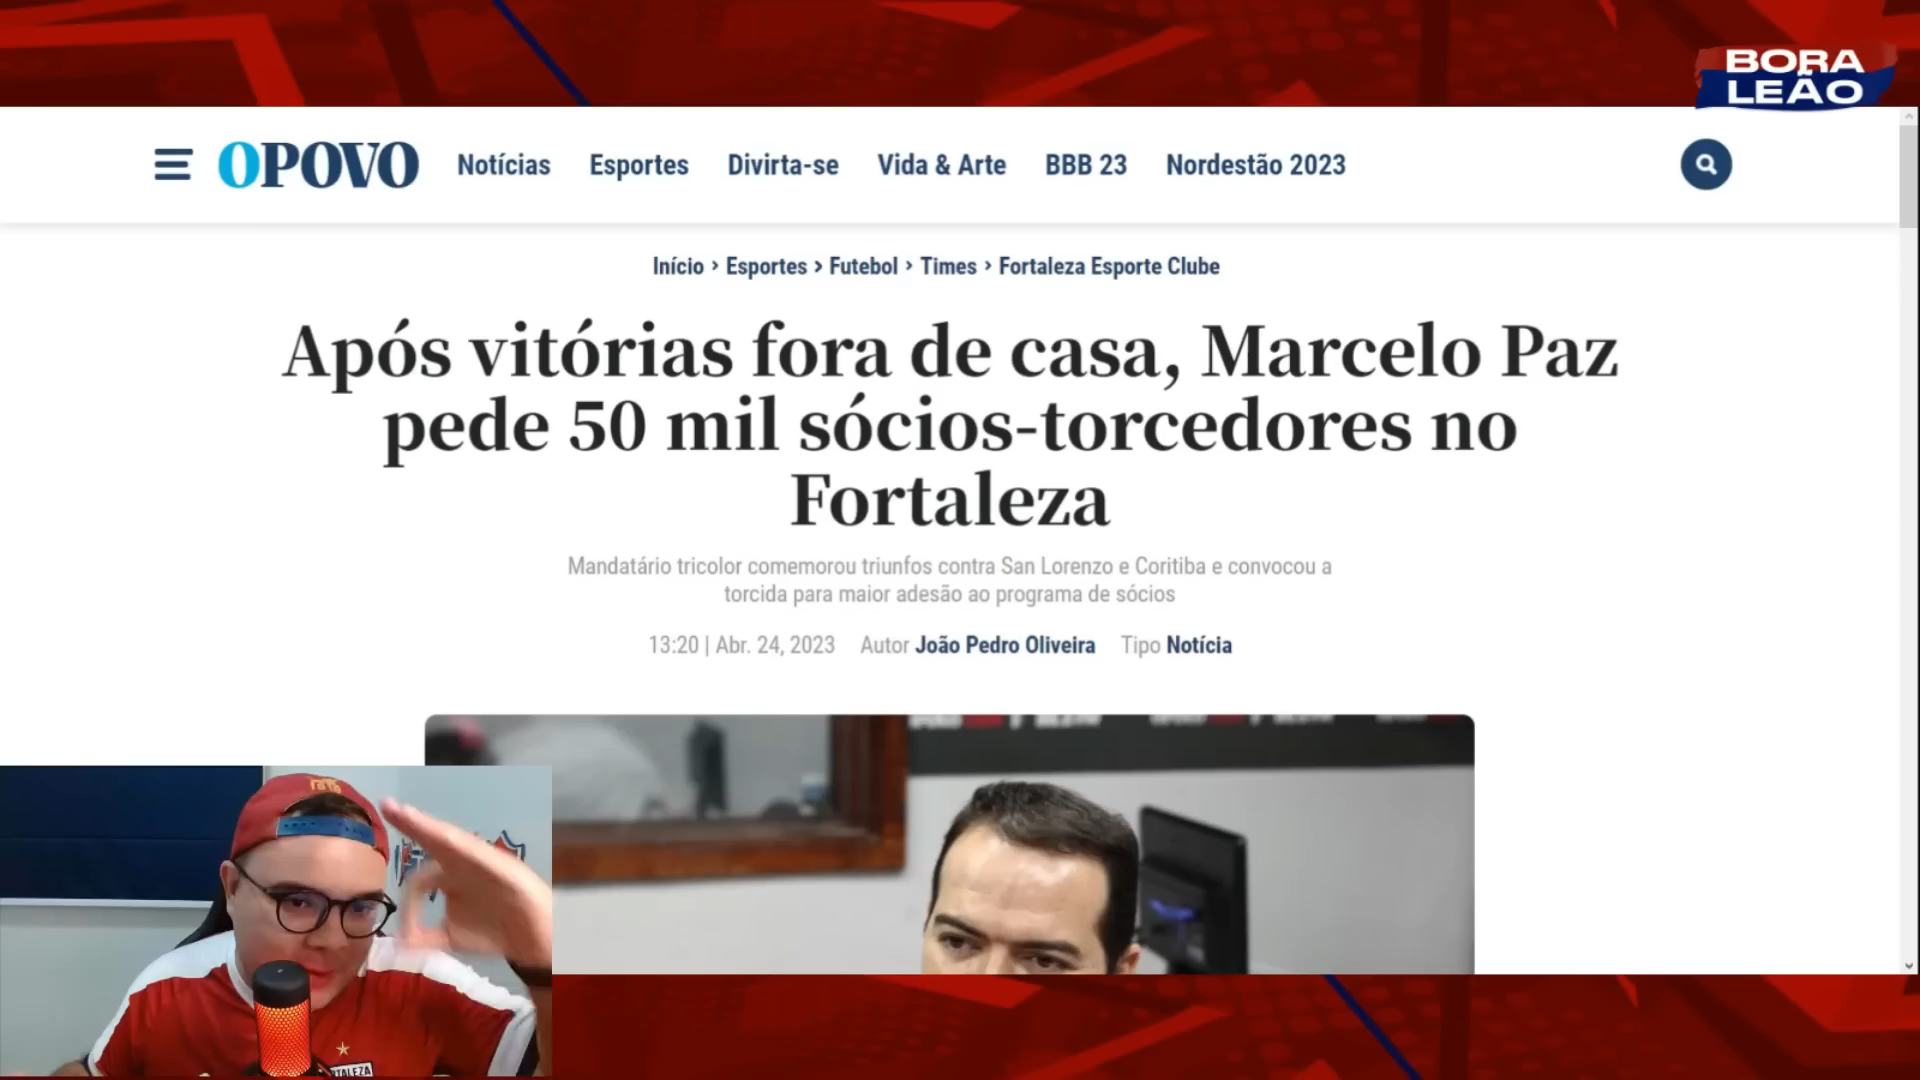 BORA
LEÃO
OPOVO Notícias Esportes Divirta-se Vida & Arte BBB 23 Nordestão 2023
Início › Esportes › Futebol › Times › Fortaleza Esporte Clube
Após vitórias fora de casa, Marcelo Paz
pede 50 mil sócios-torcedores no
Fortaleza
Mandatário tricolor comemorou triunfos contra San Lorenzo e Coritiba e convocou a
torcida para maior adesão ao programa de sócios
13:20 | Abr. 24, 2023 Autor João Pedro Oliveira Tipo Notícia